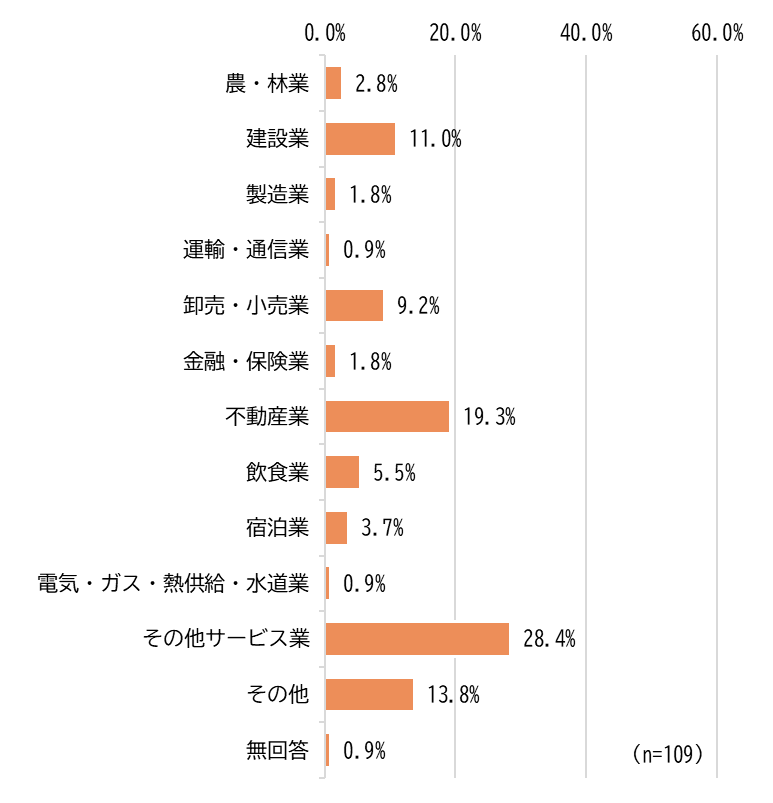 0.0% 20.0% 40.0% 60.0%
農・林業 2.8%
建設業 11.0%
製造業 1.8%
運輸・通信業 0.9%
卸売・小売業 9.2%
金融・保険業 1.8%
不動産業 19.3%
飲食業 5.5%
宿泊業 3.7%
電気・ガス・熱供給・水道業 0.9%
その他サービス業 28.4%
その他 13.8%
無回答 0.9%
（n=109）